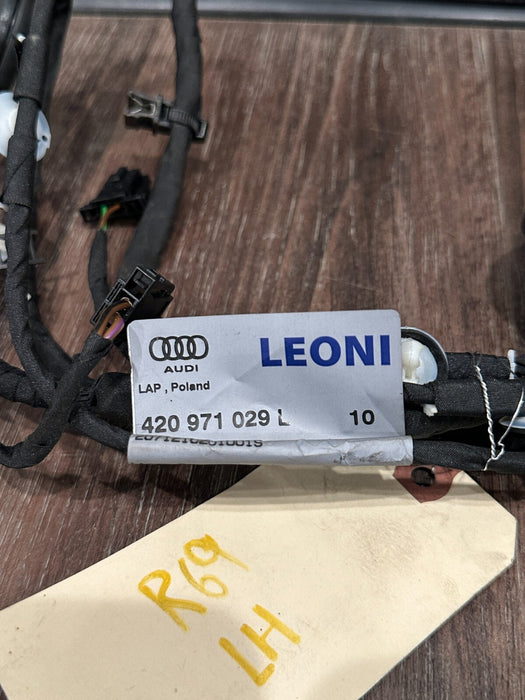 AUDI
LEONI
LAP , Poland
420 971 029 L 10
R69
LH